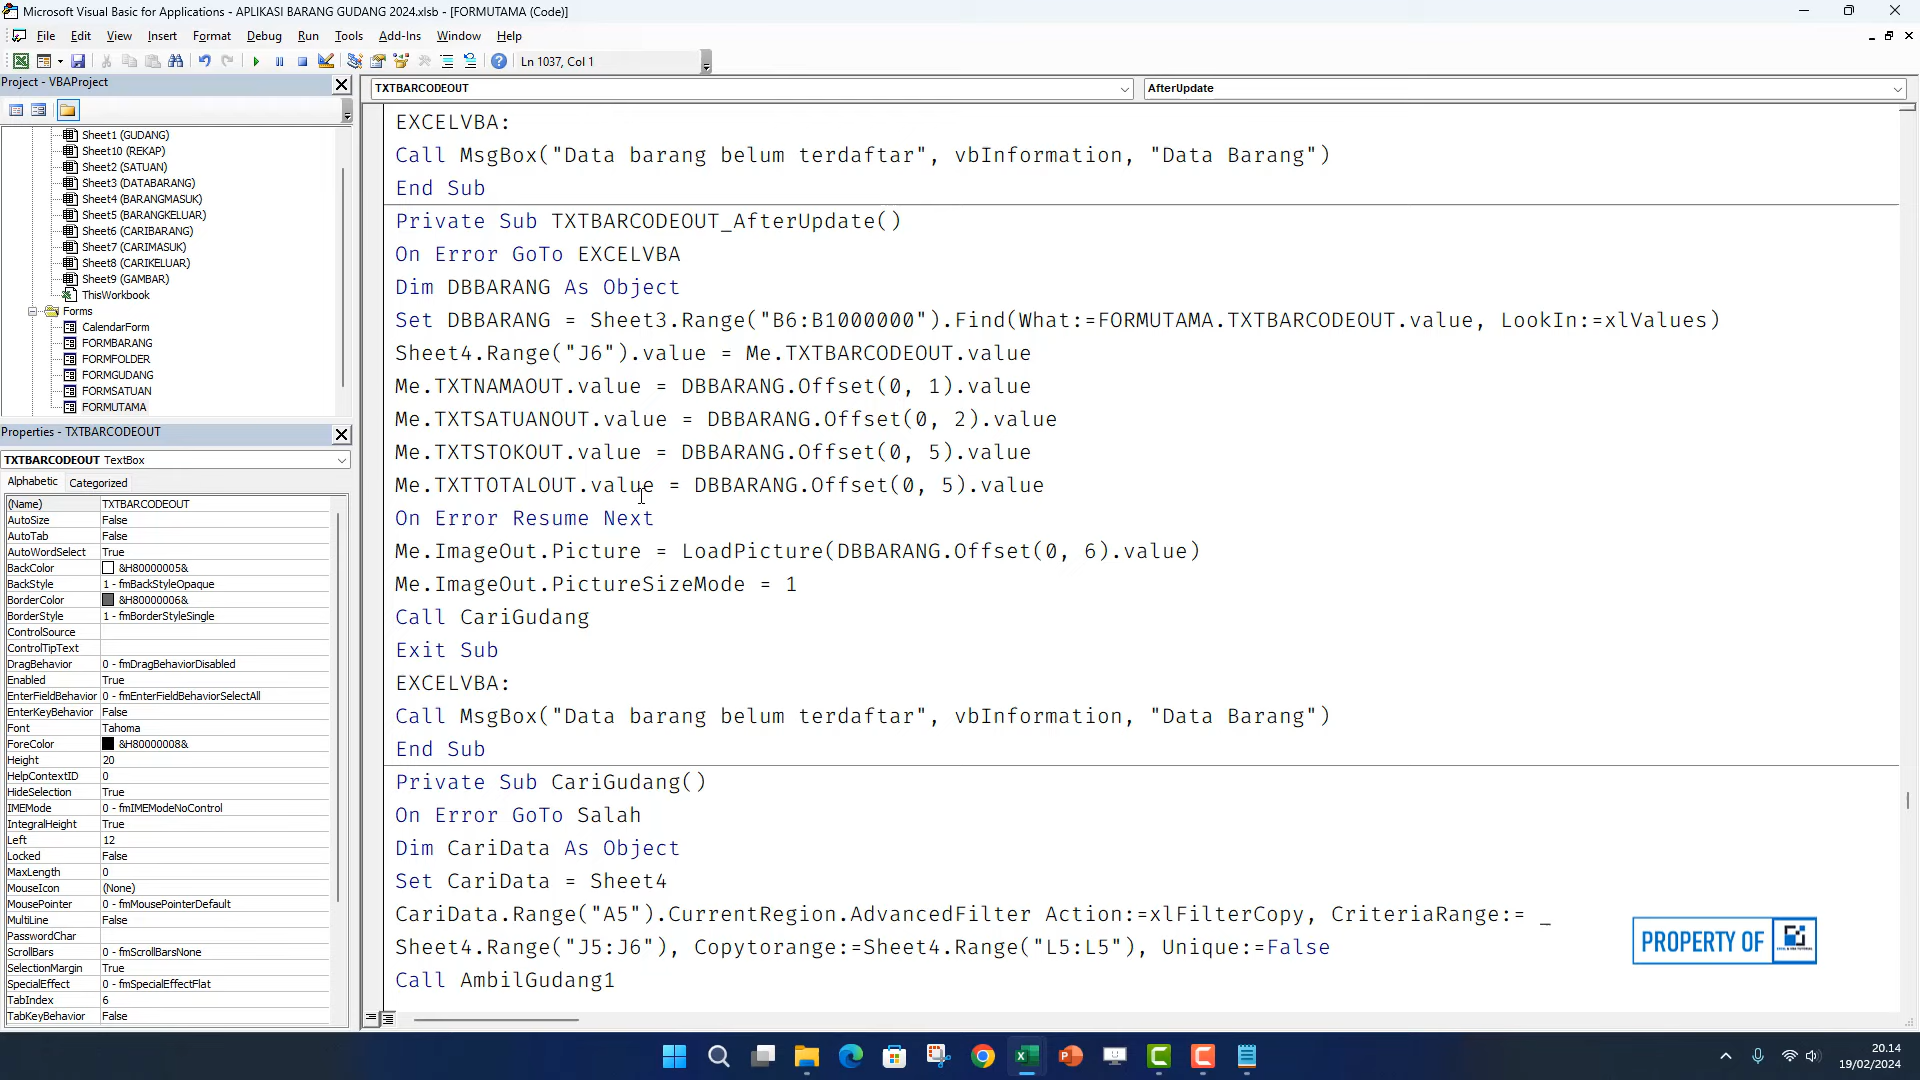 Microsoft Visual Basic for Applications - APLIKASI BARANG GUDANG 2024.xlsb - [FORMUTAMA (Code)]
File Edit View Insert Format Debug Run Tools Add-Ins Window Help
Ln 1037, Col 1
Project - VBAProject
Sheet1 (GUDANG)
Sheet10 (REKAP)
Sheet2 (SATUAN)
Sheet3 (DATABARANG)
Sheet4 (BARANGMASUK)
Sheet5 (BARANGKELUAR)
Sheet6 (CARIBARANG)
Sheet7 (CARIMASUK)
Sheet8 (CARIKELUAR)
Sheet9 (GAMBAR)
ThisWorkbook
Forms
CalendarForm
FORMBARANG
FORMFOLDER
FORMGUDANG
FORMSATUAN
FORMUTAMA
Properties - TXTBARCODEOUT
TXTBARCODEOUT TextBox
Alphabetic Categorized
(Name) TXTBARCODEOUT
AutoSize False
AutoTab False
AutoWordSelect True
BackColor &H80000005&
BackStyle 1 - fmBackStyleOpaque
BorderColor &H80000006&
BorderStyle 1 - fmBorderStyleSingle
ControlSource
ControlTipText
DragBehavior 0 - fmDragBehaviorDisabled
Enabled True
EnterFieldBehavior 0 - fmEnterFieldBehaviorSelectAll
EnterKeyBehavior False
Font Tahoma
ForeColor &H80000008&
Height 20
HelpContextID 0
HideSelection True
IMEMode 0 - fmIMEModeNoControl
IntegralHeight True
Left 12
Locked False
MaxLength 0
MouseIcon (None)
MousePointer 0 - fmMousePointerDefault
MultiLine False
PasswordChar
ScrollBars 0 - fmScrollBarsNone
SelectionMargin True
SpecialEffect 0 - fmSpecialEffectFlat
TabIndex 6
TabKeyBehavior False
TXTBARCODEOUT AfterUpdate
EXCELVBA:
Call MsgBox("Data barang belum terdaftar", vbInformation, "Data Barang")
End Sub
Private Sub TXTBARCODEOUT_AfterUpdate()
On Error GoTo EXCELVBA
Dim DBBARANG As Object
Set DBBARANG = Sheet3.Range("B6:B1000000").Find(What:=FORMUTAMA.TXTBARCODEOUT.value, LookIn:=xlValues)
Sheet4.Range("J6").value = Me.TXTBARCODEOUT.value
Me.TXTNAMAOUT.value = DBBARANG.Offset(0, 1).value
Me.TXTSATUANOUT.value = DBBARANG.Offset(0, 2).value
Me.TXTSTOKOUT.value = DBBARANG.Offset(0, 5).value
Me.TXTTOTALOUT.value = DBBARANG.Offset(0, 5).value
On Error Resume Next
Me.ImageOut.Picture = LoadPicture(DBBARANG.Offset(0, 6).value)
Me.ImageOut.PictureSizeMode = 1
Call CariGudang
Exit Sub
EXCELVBA:
Call MsgBox("Data barang belum terdaftar", vbInformation, "Data Barang")
End Sub
Private Sub CariGudang()
On Error GoTo Salah
Dim CariData As Object
Set CariData = Sheet4
CariData.Range("A5").CurrentRegion.AdvancedFilter Action:=xlFilterCopy, CriteriaRange:= _
Sheet4.Range("J5:J6"), Copytorange:=Sheet4.Range("L5:L5"), Unique:=False
Call AmbilGudang1
PROPERTY OF
20.14
19/02/2024